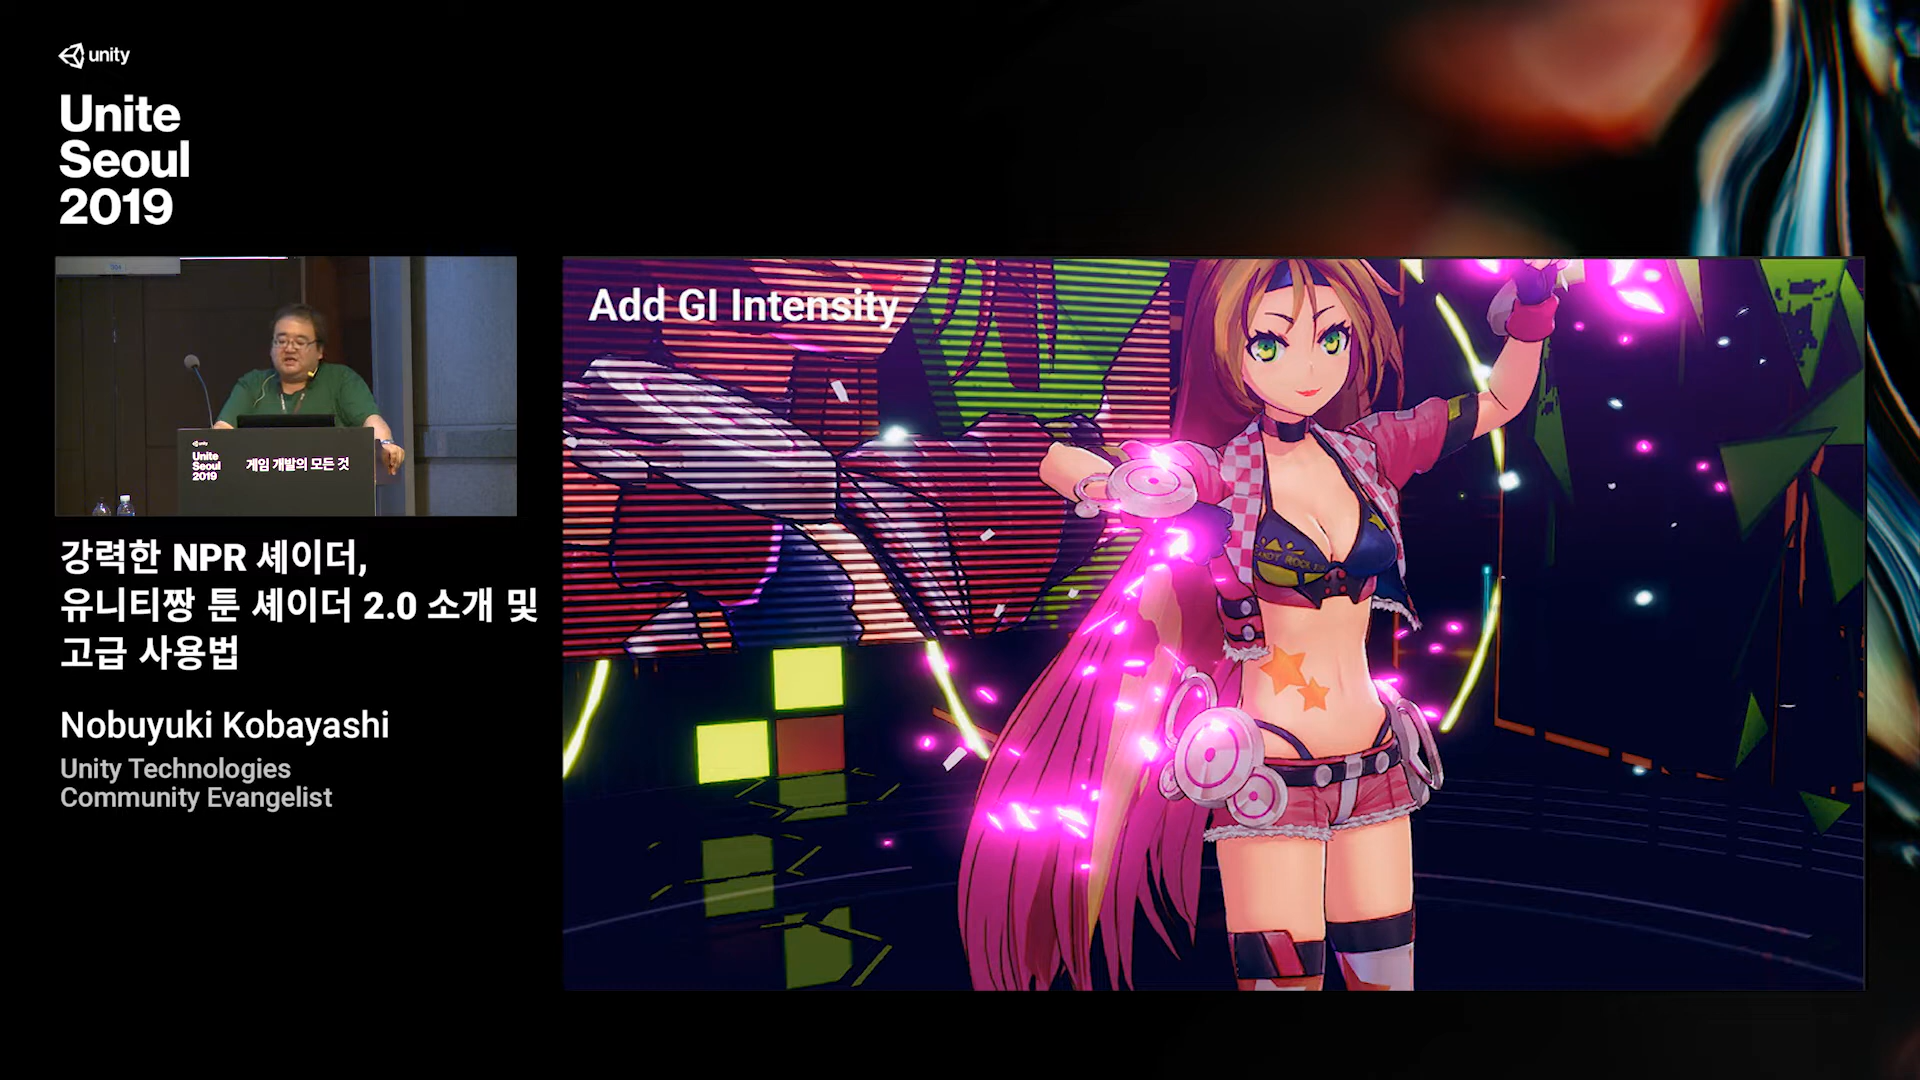 unity
Unite
Seoul
2019
unity
Unite
Seoul
2019
게임 개발의 모든 것
강력한 NPR 셰이더,
유니티짱 툰 셰이더 2.0 소개 및
고급 사용법
Nobuyuki Kobayashi
Unity Technologies
Community Evangelist
Add GI Intensity